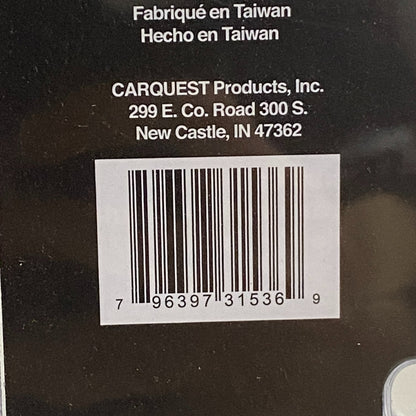 Fabriqué en Taiwan
Hecho en Taiwan
CARQUEST Products, Inc.
299 E. Co. Road 300 S.
New Castle, IN 47362
7 96397 31536 9